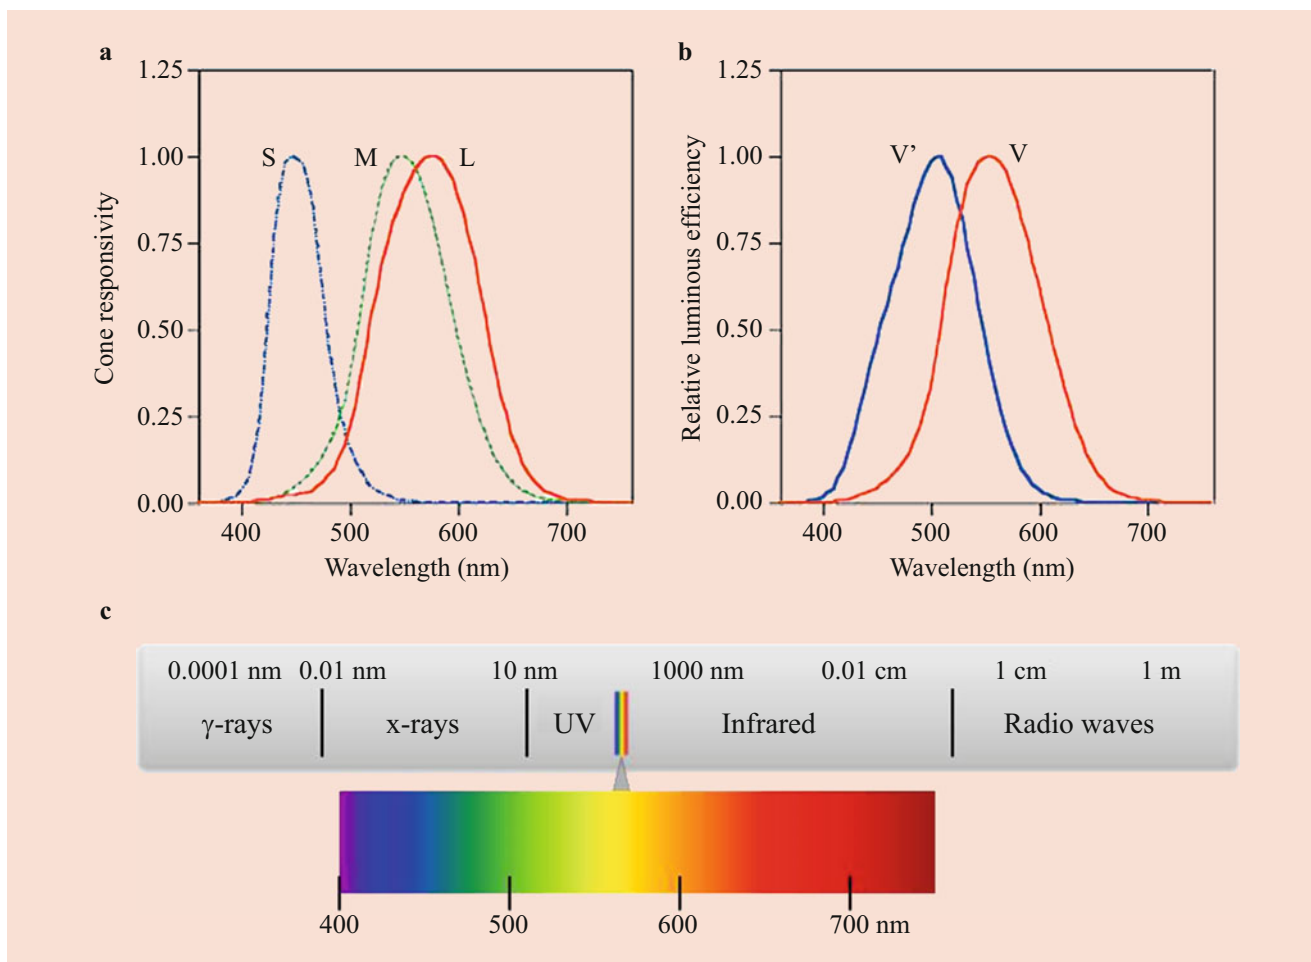 a
1.25
1.00
0.75
0.50
0.25
0.00
Cone responsivity
S M L
400 500 600 700
Wavelength (nm)
b
1.25
1.00
0.75
0.50
0.25
0.00
Relative luminous efficiency
V’ V
400 500 600 700
Wavelength (nm)
c
0.0001 nm 0.01 nm 10 nm 1000 nm 0.01 cm 1 cm 1 m
γ-rays x-rays UV Infrared Radio waves
400 500 600 700 nm